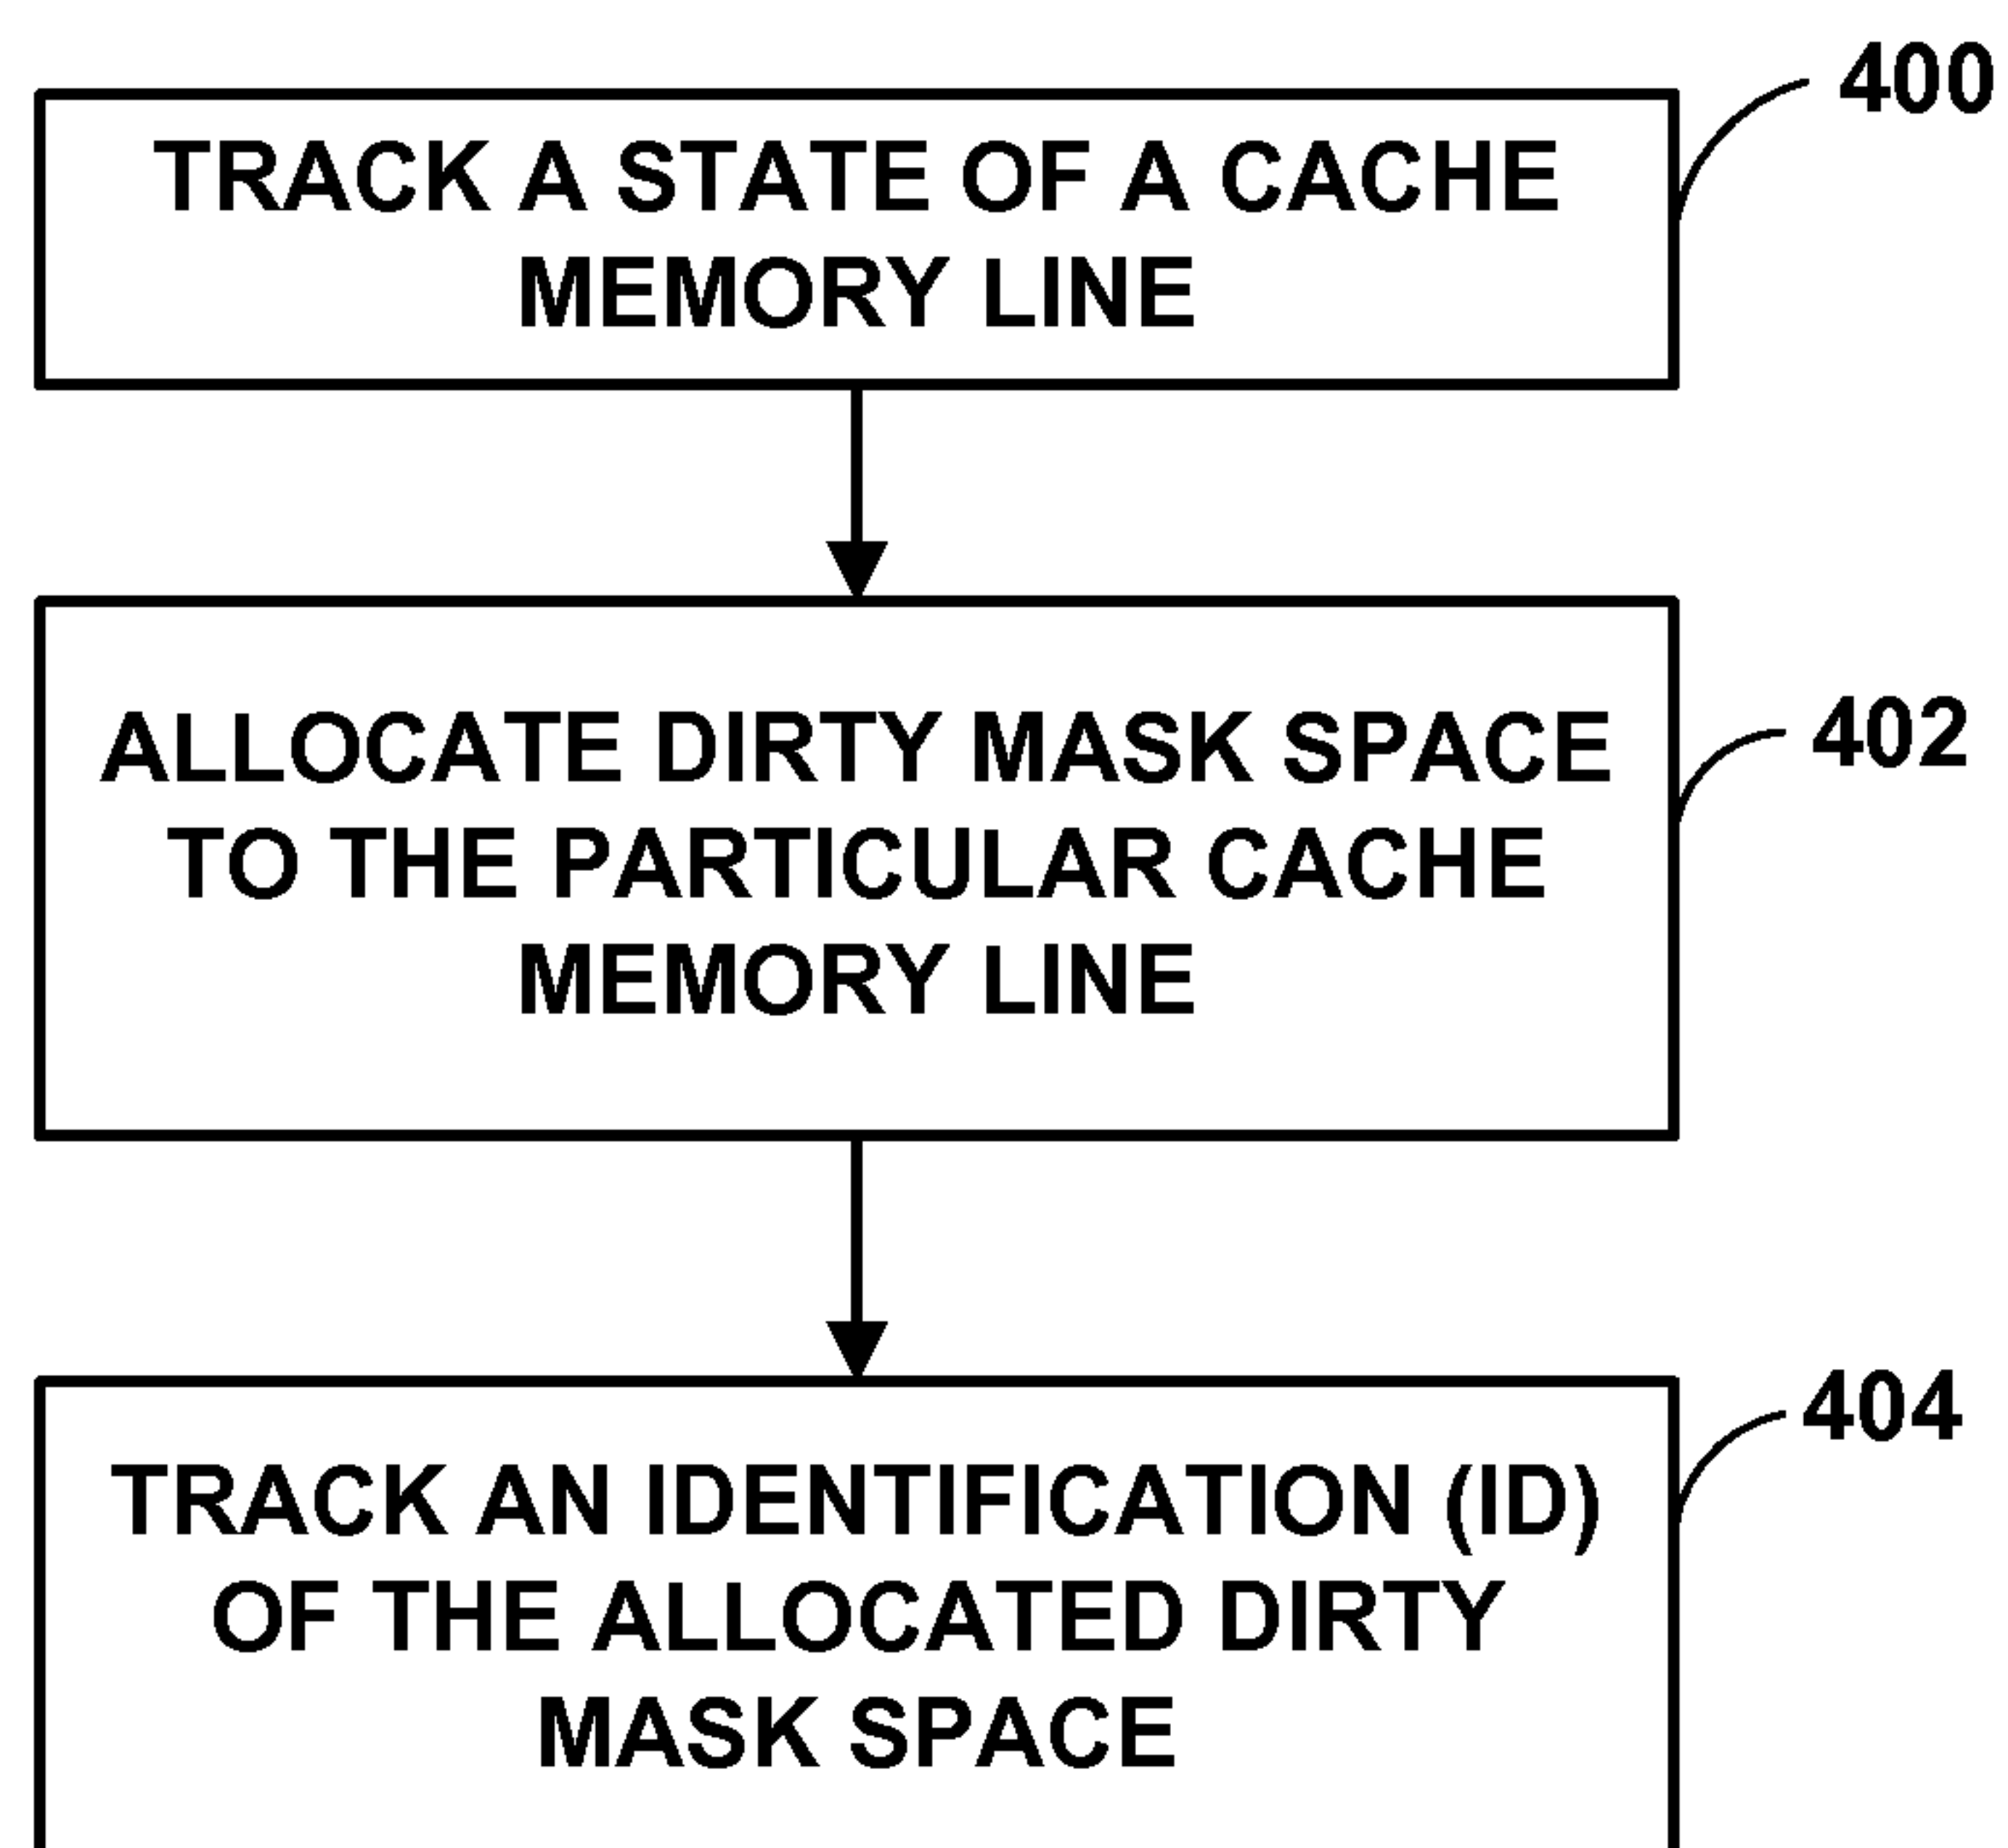 400
TRACK A STATE OF A CACHE
MEMORY LINE
402
ALLOCATE DIRTY MASK SPACE
TO THE PARTICULAR CACHE
MEMORY LINE
404
TRACK AN IDENTIFICATION (ID)
OF THE ALLOCATED DIRTY
MASK SPACE